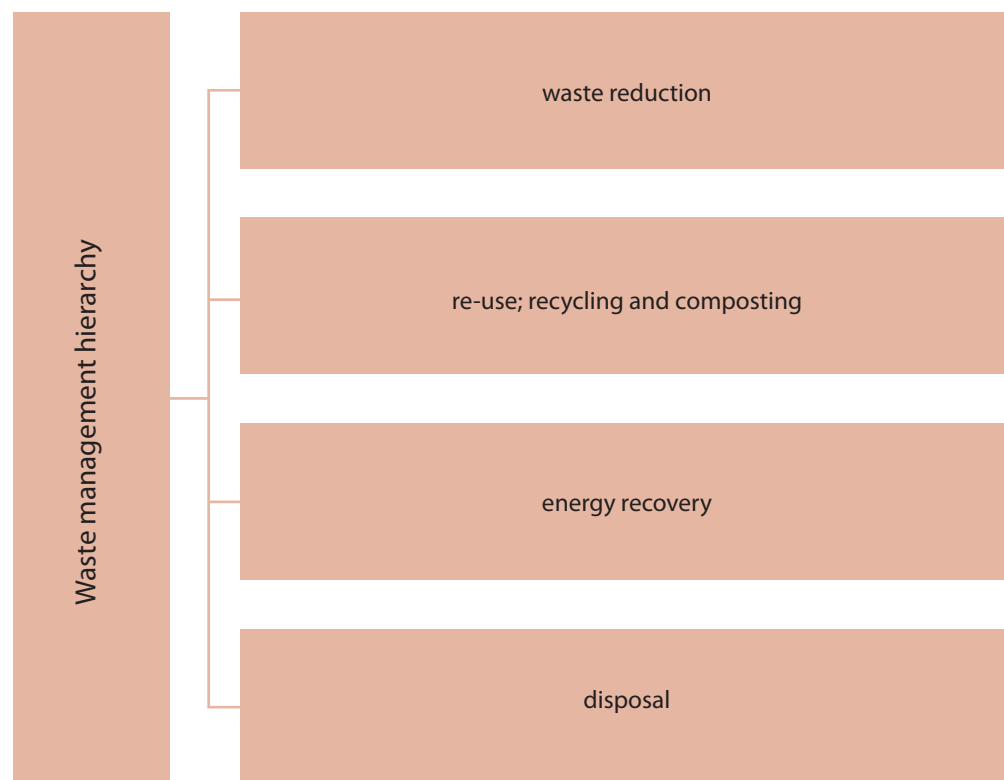 Waste management hierarchy
waste reduction
re-use; recycling and composting
energy recovery
disposal